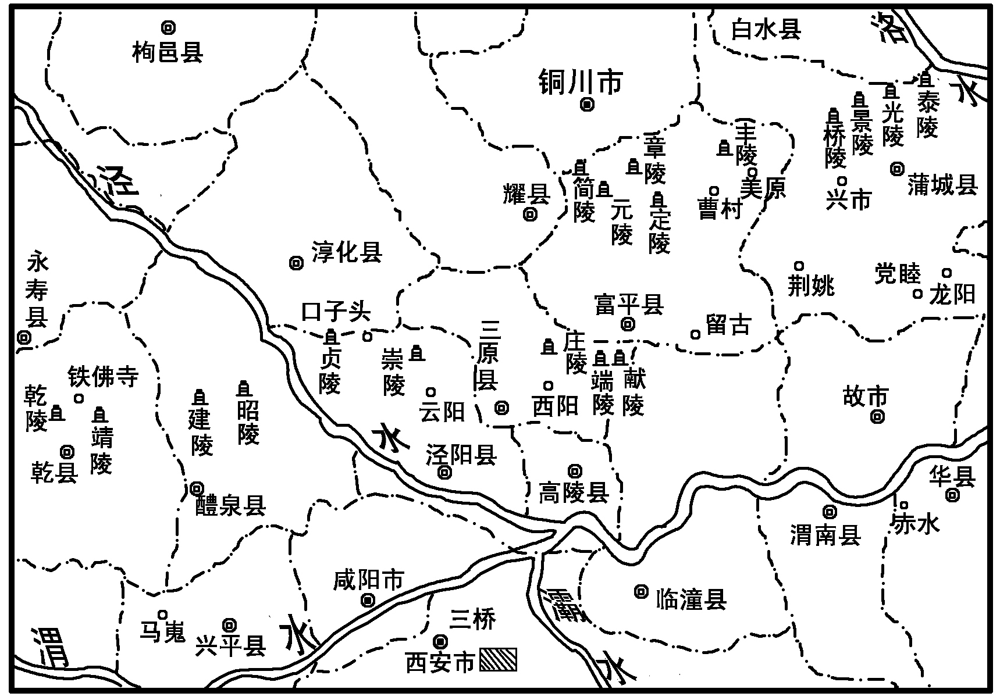 栒邑县
白水县
洛
水
铜川市
泰陵
光陵
景陵
桥陵
丰陵
章陵
泾
水
简陵
元陵
定陵
耀县
美原
曹村
兴市
蒲城县
淳化县
永寿县
荆姚
党睦
龙阳
口子头
富平县
留古
三原县
贞陵
崇陵
庄陵
端陵
献陵
铁佛寺
乾陵
靖陵
建陵
昭陵
云阳
西阳
故市
乾县
泾阳县
醴泉县
高陵县
华县
赤水
渭南县
咸阳市
临潼县
灞
水
马嵬
兴平县
渭
水
三桥
西安市